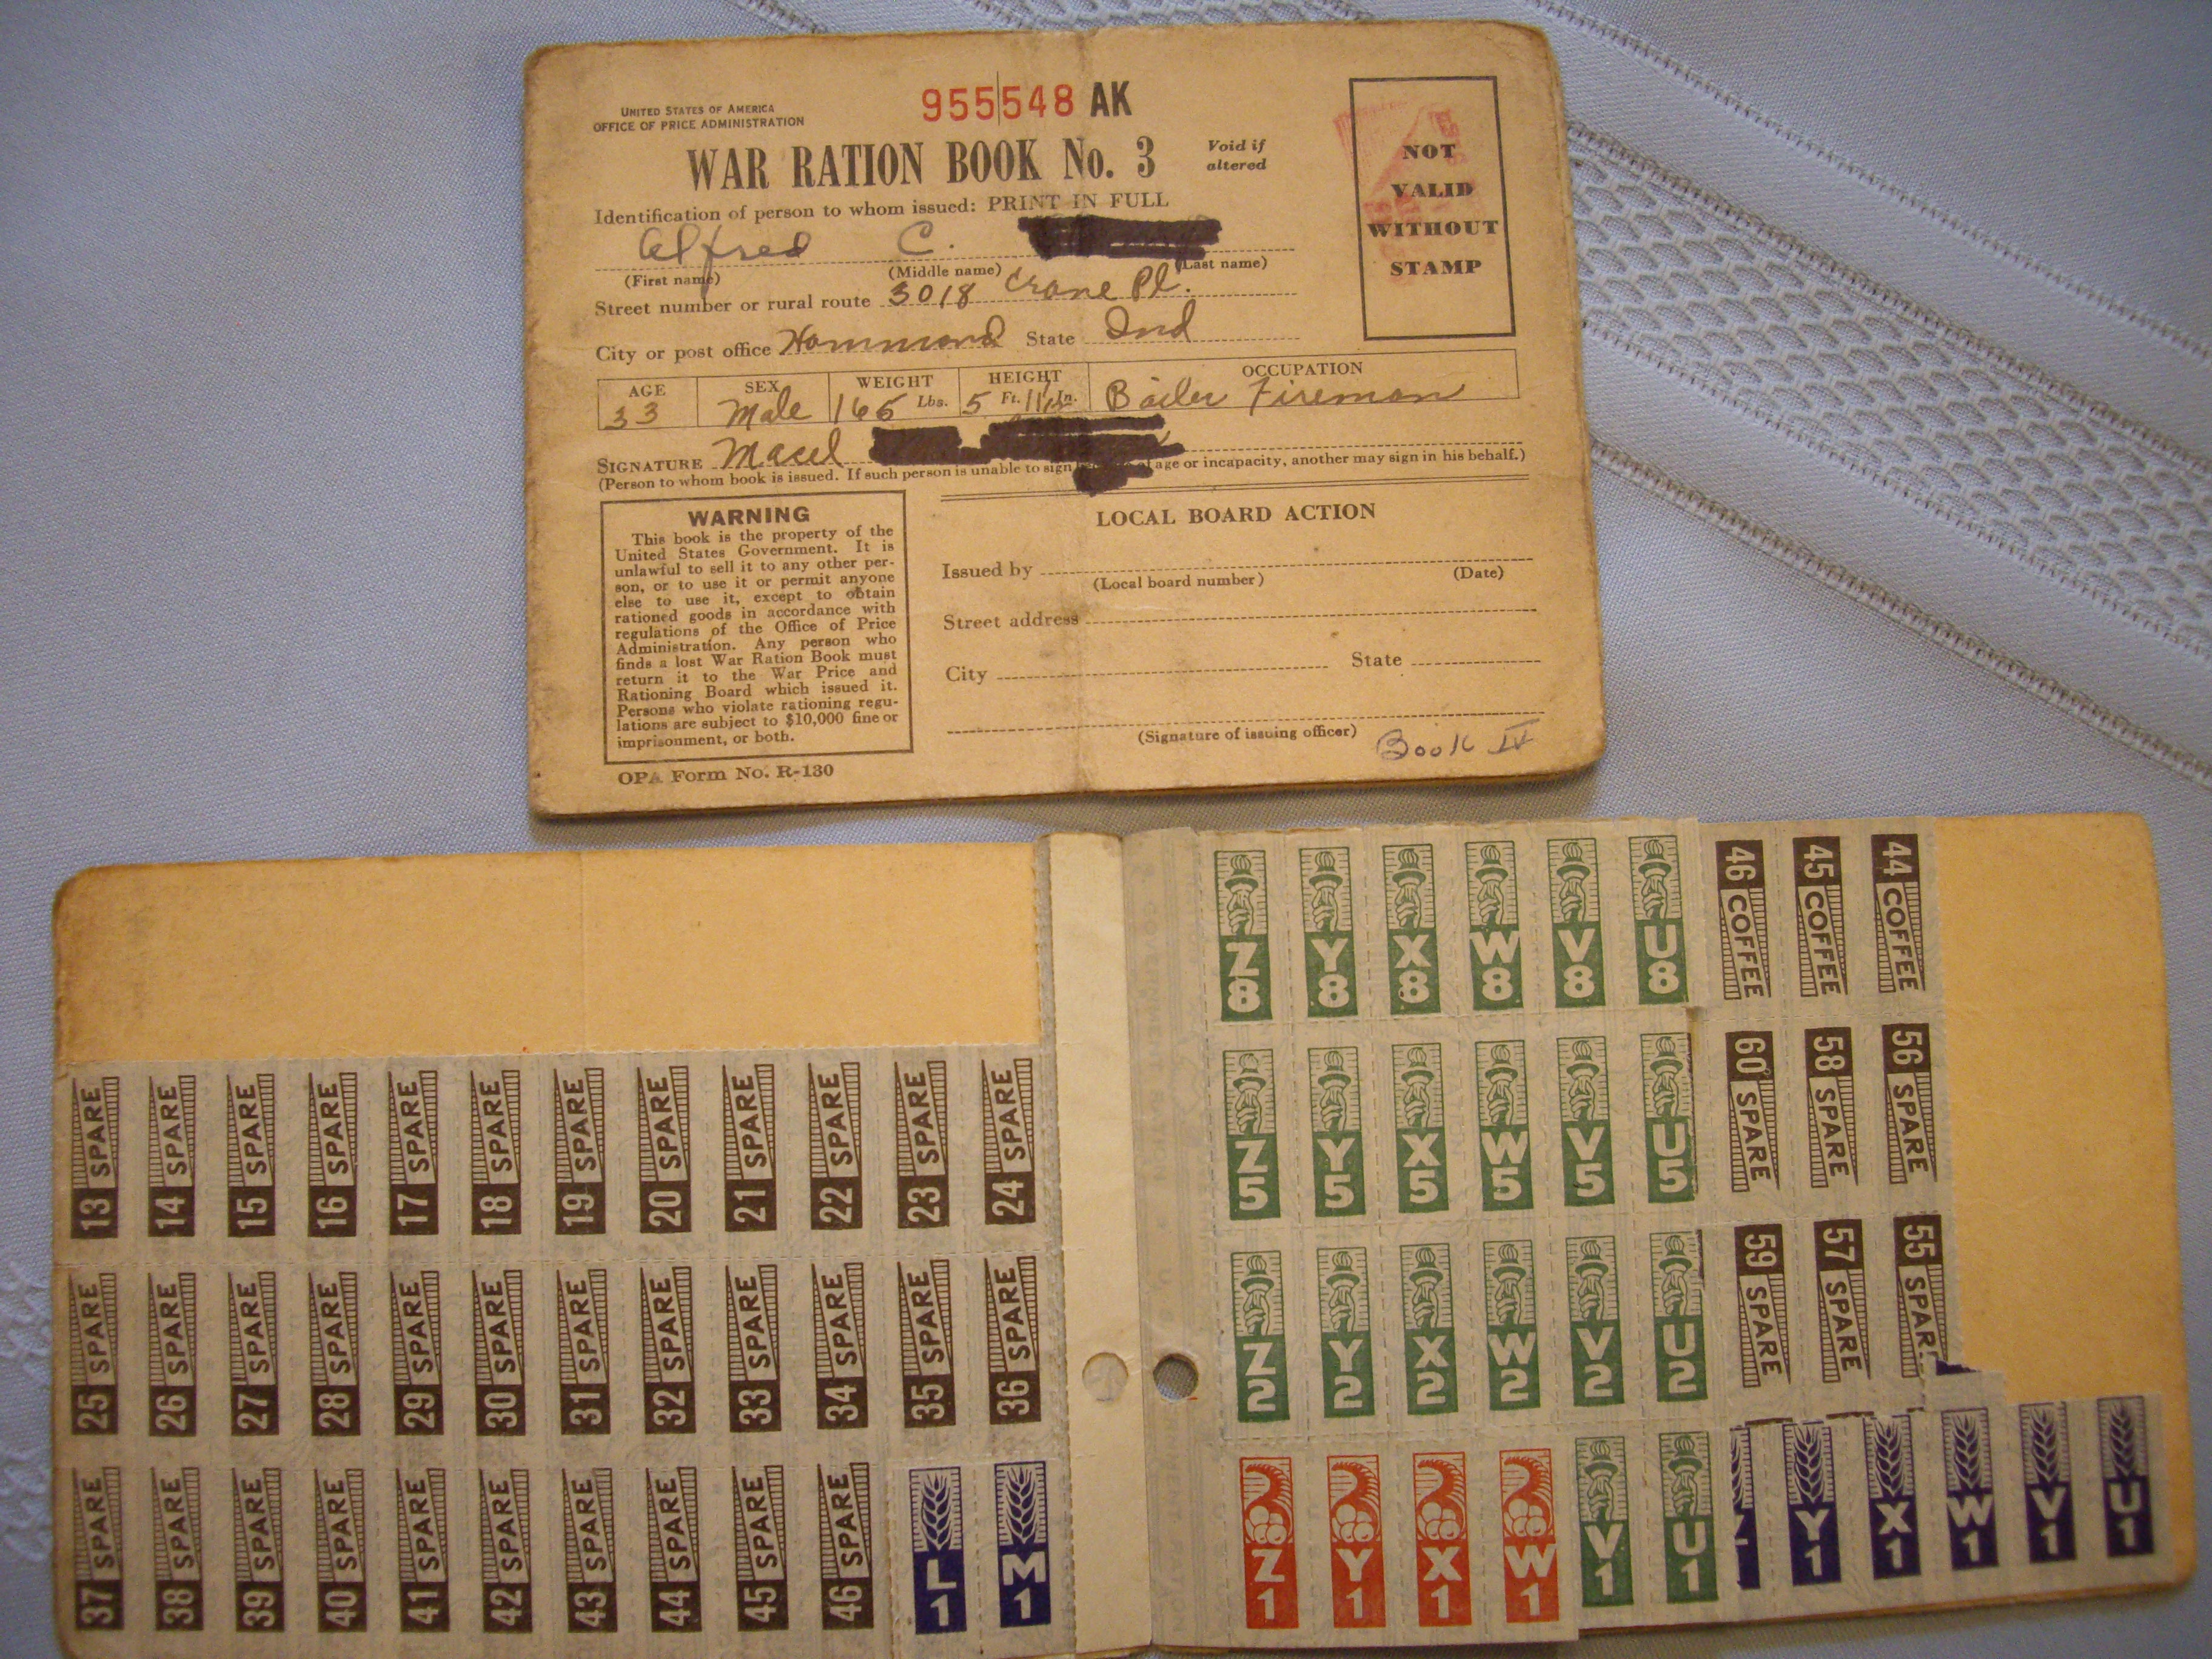 UNITED STATES OF AMERICA
OFFICE OF PRICE ADMINISTRATION
955548 AK
WAR RATION BOOK No. 3
Void if
altered
NOT
VALID
WITHOUT
STAMP
Identification of person to whom issued: PRINT IN FULL
Alfred C.
(First name) (Middle name) (Last name)
Street number or rural route 3018 Crane Pl.
City or post office Hammond State Ind
AGE SEX WEIGHT HEIGHT OCCUPATION
33 Male 165 Lbs. 5 Ft. 11 In. Boiler Fireman
SIGNATURE
(Person to whom book is issued. If such person is unable to sign age or incapacity, another may sign in his behalf.)
WARNING
This book is the property of the
United States Government. It is
unlawful to sell it to any other per-
son, or to use it or permit anyone
else to use it, except to obtain
rationed goods in accordance with
regulations of the Office of Price
Administration. Any person who
finds a lost War Ration Book must
return it to the War Price and
Rationing Board which issued it.
Persons who violate rationing regu-
lations are subject to $10,000 fine or
imprisonment, or both.
OPA Form No. R-130
LOCAL BOARD ACTION
Issued by
(Local board number) (Date)
Street address
City State
(Signature of issuing officer)
Book IV
13 SPARE 14 SPARE 15 SPARE 16 SPARE 17 SPARE 18 SPARE 19 SPARE 20 SPARE 21 SPARE 22 SPARE 23 SPARE 24 SPARE
25 SPARE 26 SPARE 27 SPARE 28 SPARE 29 SPARE 30 SPARE 31 SPARE 32 SPARE 33 SPARE 34 SPARE 35 SPARE 36 SPARE
37 SPARE 38 SPARE 39 SPARE 40 SPARE 41 SPARE 42 SPARE 43 SPARE 44 SPARE 45 SPARE 46 SPARE L1 M1
Z8 Y8 X8 W8 V8 U8 46 COFFEE 45 COFFEE 44 COFFEE
Z5 Y5 X5 W5 V5 U5 60 SPARE 58 SPARE 56 SPARE
Z2 Y2 X2 W2 V2 U2 59 SPARE 57 SPARE 55 SPAR
Z1 Y1 X1 W1 V1 U1 Y1 X1 W1 V1 U1